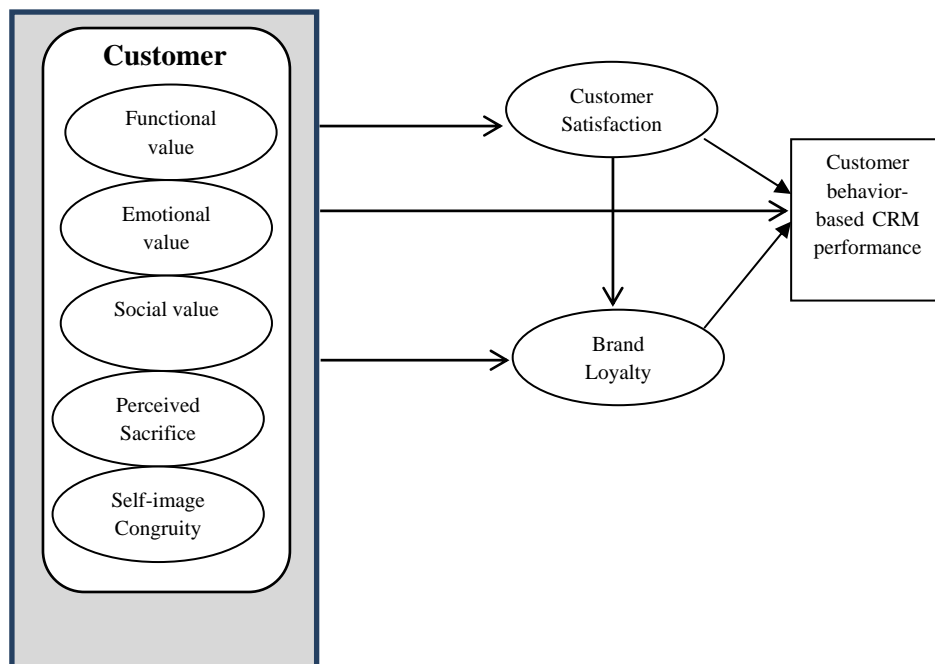 Customer
Functional
value
Emotional
value
Social value
Perceived
Sacrifice
Self-image
Congruity
Customer
Satisfaction
Brand
Loyalty
Customer
behavior-
based CRM
performance